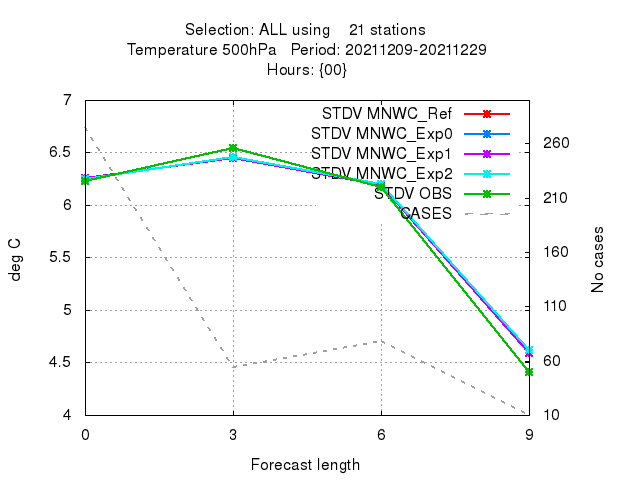 Selection: ALL using 21 stations
Temperature 500hPa Period: 20211209-20211229
Hours: {00}
7
6.5
6
5.5
5
4.5
4
deg C
STDV MNWC_Ref
STDV MNWC_Exp0
STDV MNWC_Exp1
STDV MNWC_Exp2
STDV OBS
CASES
260
210
160
110
60
10
No cases
0 3 6 9
Forecast length